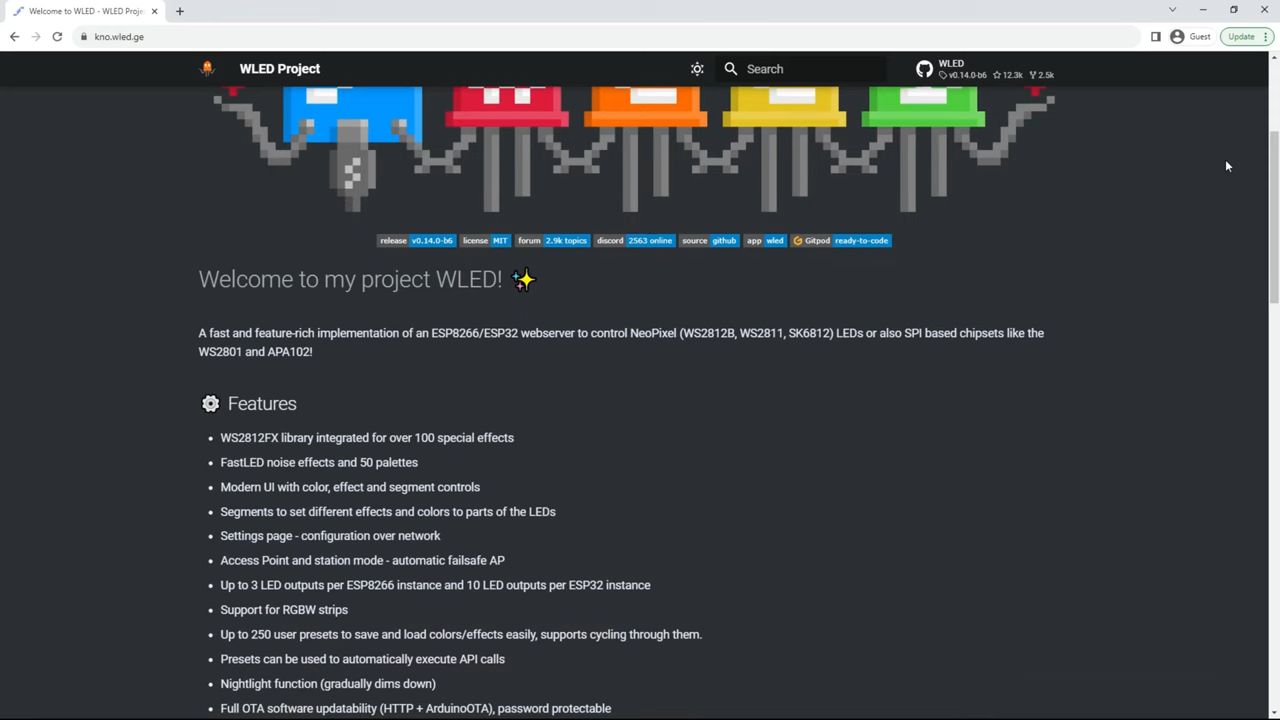 Welcome to WLED - WLED Proje
kno.wled.ge
Guest
Update
WLED Project
Search
WLED
v0.14.0-b6 12.3k 2.5k
release v0.14.0-b6 license MIT forum 2.9k topics discord 2563 online source github app wled Gitpod ready-to-code
Welcome to my project WLED! ✨
A fast and feature-rich implementation of an ESP8266/ESP32 webserver to control NeoPixel (WS2812B, WS2811, SK6812) LEDs or also SPI based chipsets like the
WS2801 and APA102!
Features
• WS2812FX library integrated for over 100 special effects
• FastLED noise effects and 50 palettes
• Modern UI with color, effect and segment controls
• Segments to set different effects and colors to parts of the LEDs
• Settings page - configuration over network
• Access Point and station mode - automatic failsafe AP
• Up to 3 LED outputs per ESP8266 instance and 10 LED outputs per ESP32 instance
• Support for RGBW strips
• Up to 250 user presets to save and load colors/effects easily, supports cycling through them.
• Presets can be used to automatically execute API calls
• Nightlight function (gradually dims down)
• Full OTA software updatability (HTTP + ArduinoOTA), password protectable